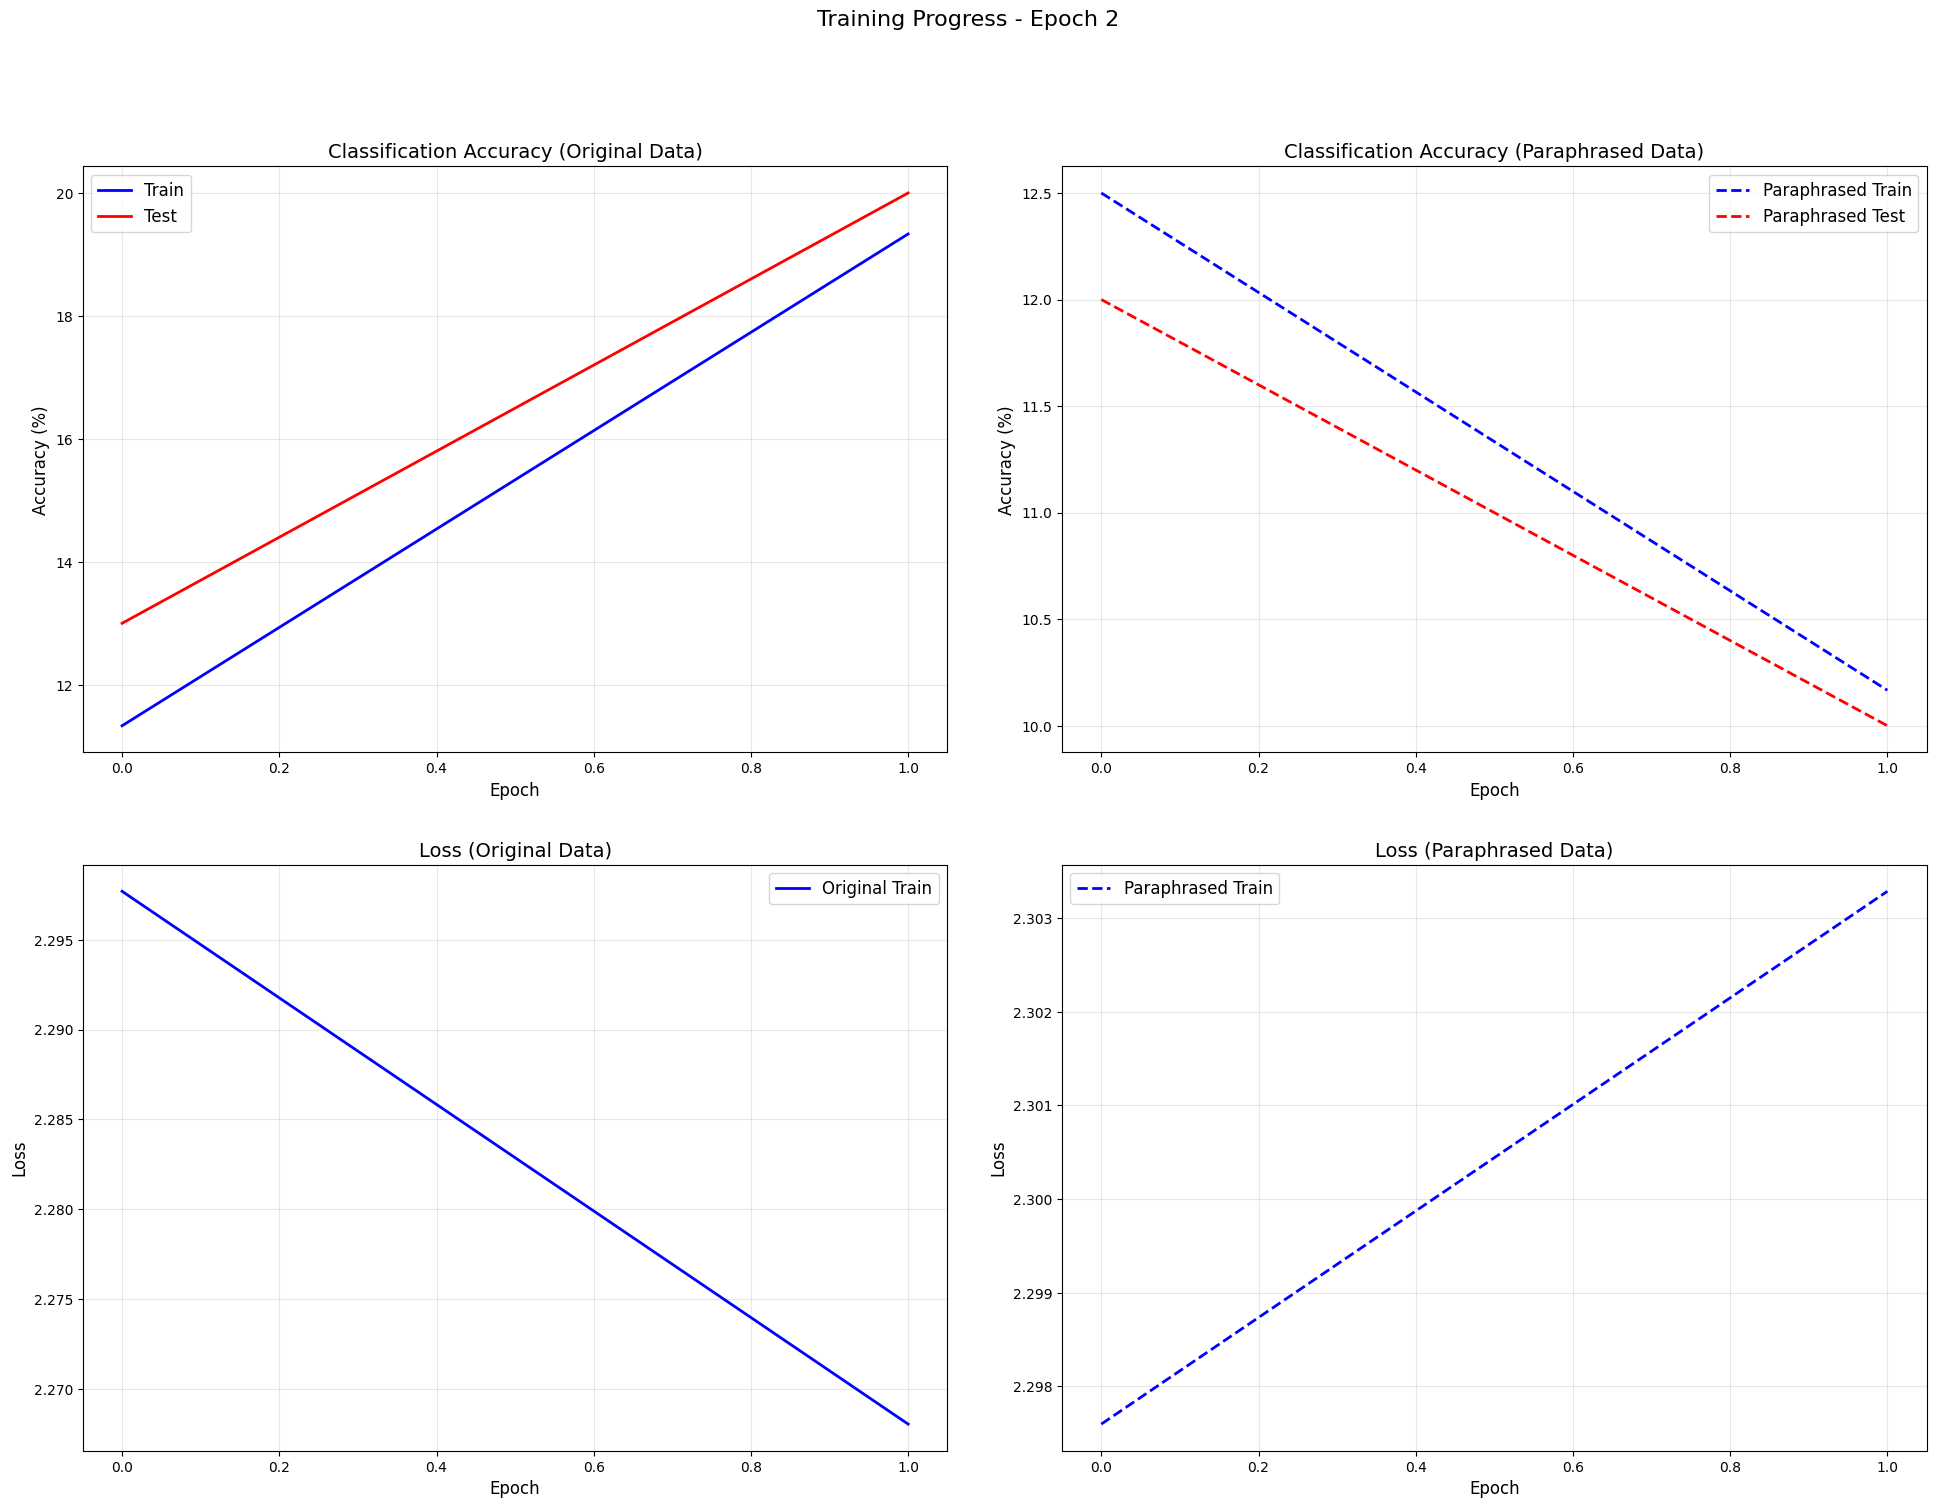 Training Progress - Epoch 2
Classification Accuracy (Original Data)
Train
Test
Accuracy (%)
20
18
16
14
12
0.0 0.2 0.4 0.6 0.8 1.0
Epoch
Classification Accuracy (Paraphrased Data)
Paraphrased Train
Paraphrased Test
Accuracy (%)
12.5
12.0
11.5
11.0
10.5
10.0
0.0 0.2 0.4 0.6 0.8 1.0
Epoch
Loss (Original Data)
Original Train
Loss
2.295
2.290
2.285
2.280
2.275
2.270
0.0 0.2 0.4 0.6 0.8 1.0
Epoch
Loss (Paraphrased Data)
Paraphrased Train
Loss
2.303
2.302
2.301
2.300
2.299
2.298
0.0 0.2 0.4 0.6 0.8 1.0
Epoch